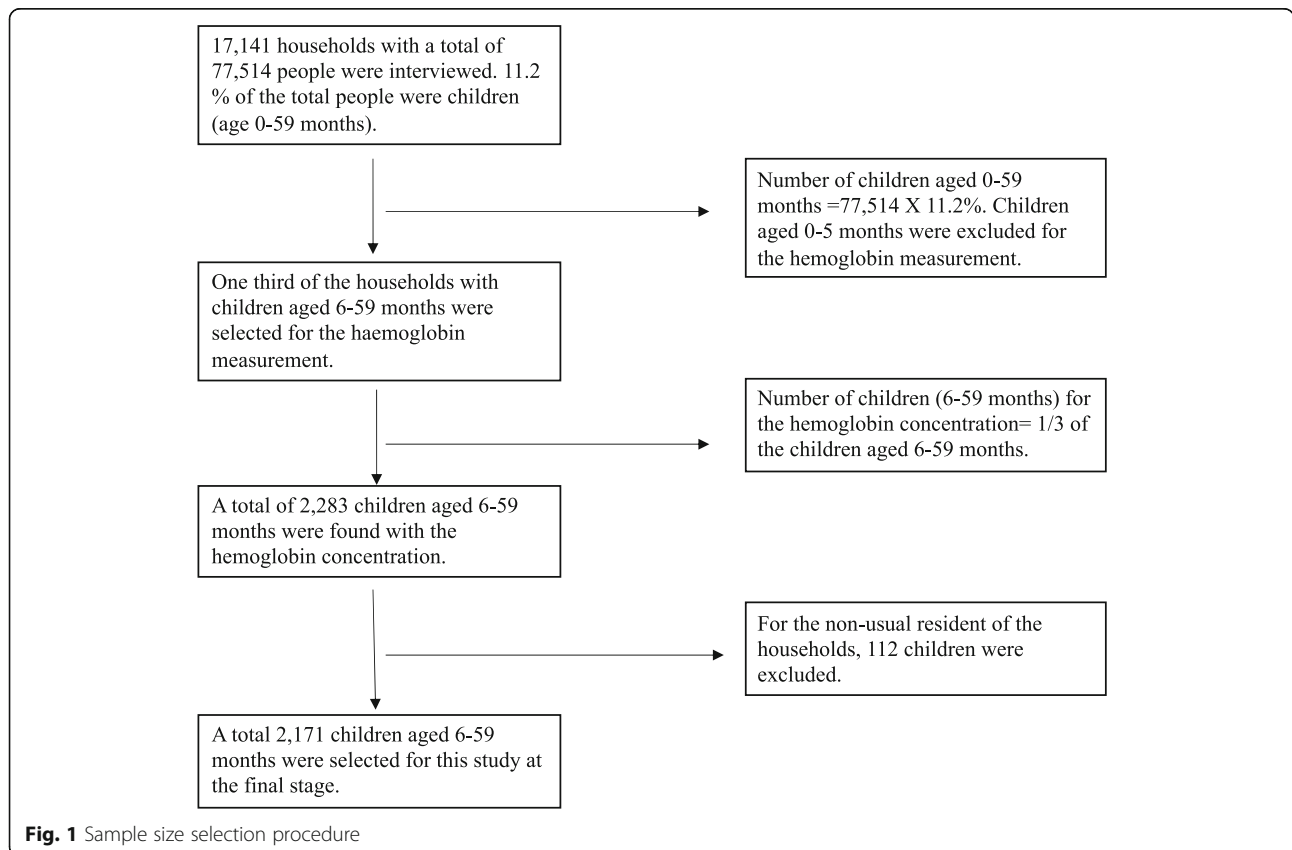 17,141 households with a total of
77,514 people were interviewed. 11.2
% of the total people were children
(age 0-59 months).
Number of children aged 0-59
months =77,514 X 11.2%. Children
aged 0-5 months were excluded for
the hemoglobin measurement.
One third of the households with
children aged 6-59 months were
selected for the haemoglobin
measurement.
Number of children (6-59 months) for
the hemoglobin concentration= 1/3 of
the children aged 6-59 months.
A total of 2,283 children aged 6-59
months were found with the
hemoglobin concentration.
For the non-usual resident of the
households, 112 children were
excluded.
A total 2,171 children aged 6-59
months were selected for this study at
the final stage.
Fig. 1 Sample size selection procedure